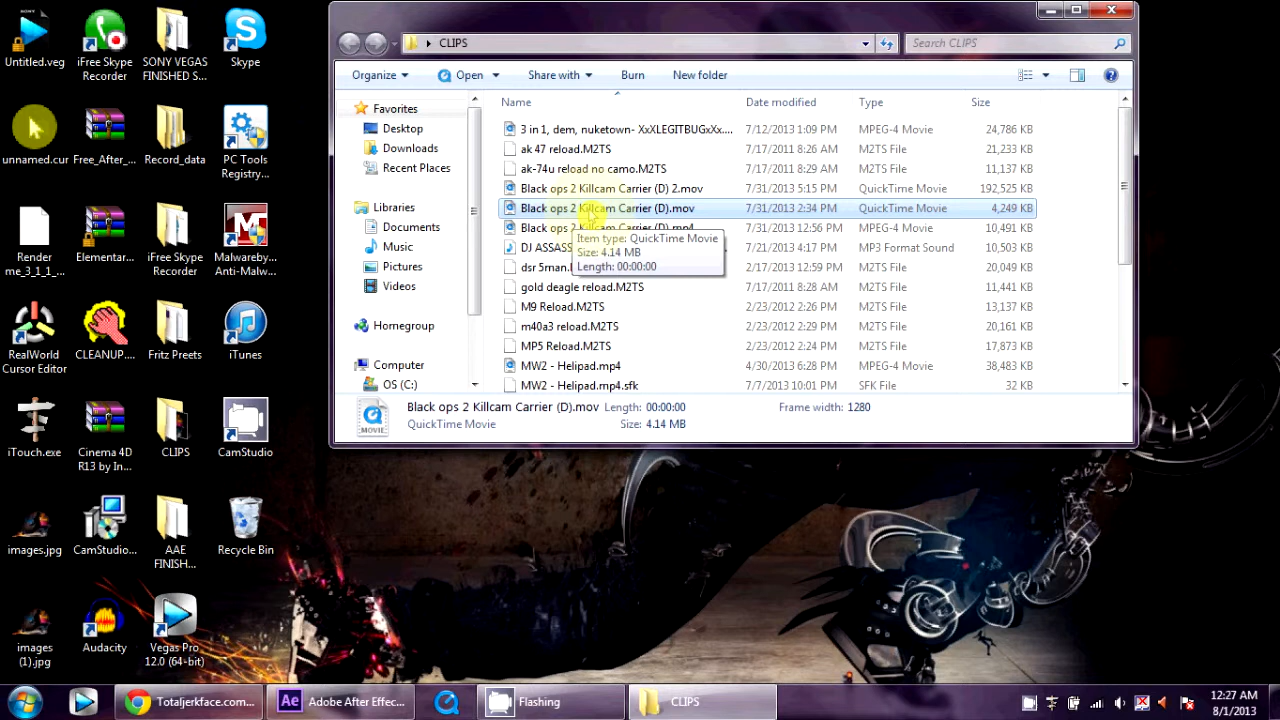 Untitled.veg
iFree Skype
Recorder
SONY VEGAS
FINISHED S...
Skype
unnamed.cur
Free_After_...
Record_data
PC Tools
Registry...
Render
me_3_1_1_...
Elementar...
iFree Skype
Recorder
Malwareby...
Anti-Malw...
RealWorld
Cursor Editor
CLEANUP....
Fritz Preets
iTunes
iTouch.exe
Cinema 4D
R13 by In...
CLIPS
CamStudio
images.jpg
CamStudio...
AAE
FINISH...
Recycle Bin
images
(1).jpg
Audacity
Vegas Pro
12.0 (64-bit)
CLIPS
Search CLIPS
Organize Open Share with Burn New folder
Favorites
Desktop
Downloads
Recent Places
Libraries
Documents
Music
Pictures
Videos
Homegroup
Computer
OS (C:)
Name Date modified Type Size
3 in 1, dem, nuketown- XxXLEGITBUGxXx.... 7/12/2013 1:09 PM MPEG-4 Movie 24,786 KB
ak 47 reload.M2TS 7/17/2011 8:26 AM M2TS File 21,233 KB
ak-74u reload no camo.M2TS 7/17/2011 8:29 AM M2TS File 11,137 KB
Black ops 2 Killcam Carrier (D) 2.mov 7/31/2013 5:15 PM QuickTime Movie 192,525 KB
Black ops 2 Killcam Carrier (D).mov 7/31/2013 2:34 PM QuickTime Movie 4,249 KB
Black ops 2 Killcam Carrier (D).mp4 7/31/2013 12:56 PM MPEG-4 Movie 10,491 KB
DJ ASSASS 7/21/2013 4:17 PM MP3 Format Sound 10,503 KB
dsr 5man. 2/17/2013 12:59 PM M2TS File 20,049 KB
gold deagle reload.M2TS 7/17/2011 8:28 AM M2TS File 11,441 KB
M9 Reload.M2TS 2/23/2012 2:06 PM M2TS File 13,137 KB
m40a3 reload.M2TS 2/23/2012 2:29 PM M2TS File 20,161 KB
MP5 Reload.M2TS 2/23/2012 2:24 PM M2TS File 17,873 KB
MW2 - Helipad.mp4 4/30/2013 6:28 PM MPEG-4 Movie 38,483 KB
MW2 - Helipad.mp4.sfk 7/7/2013 10:01 PM SFK File 32 KB
Item type: QuickTime Movie
Size: 4.14 MB
Length: 00:00:00
Black ops 2 Killcam Carrier (D).mov Length: 00:00:00 Frame width: 1280
QuickTime Movie Size: 4.14 MB
MOVIE
Totaljerkface.com...
Ae Adobe After Effec...
Flashing
CLIPS
12:27 AM
8/1/2013